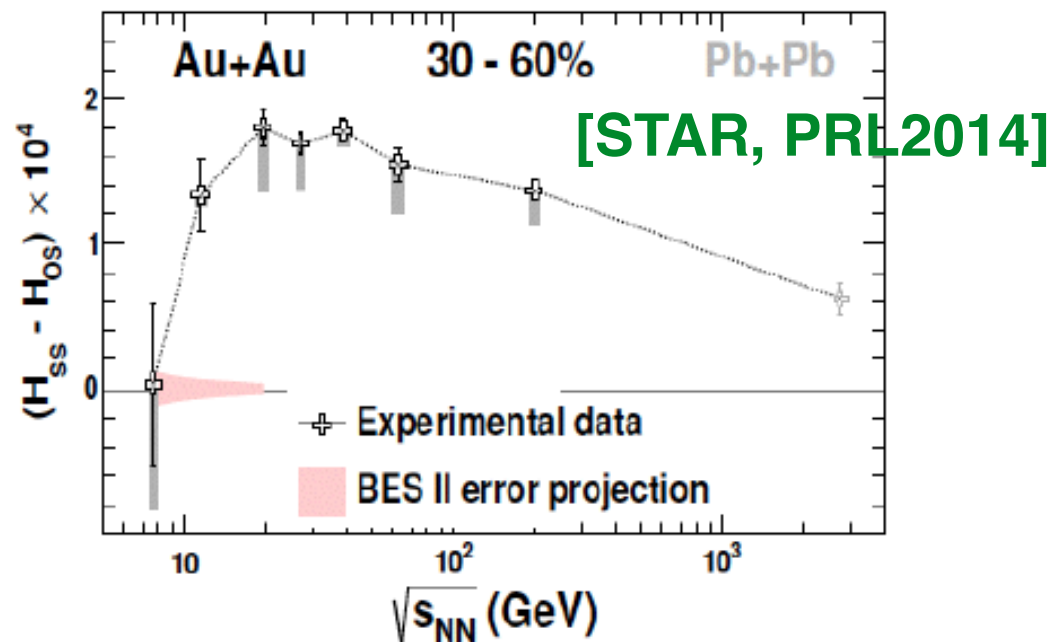 Au+Au 30 - 60% Pb+Pb
[STAR, PRL2014]
(H_SS - H_OS) × 10^4
2
1
0
Experimental data
BES II error projection
10 10^2 10^3
√s_NN (GeV)